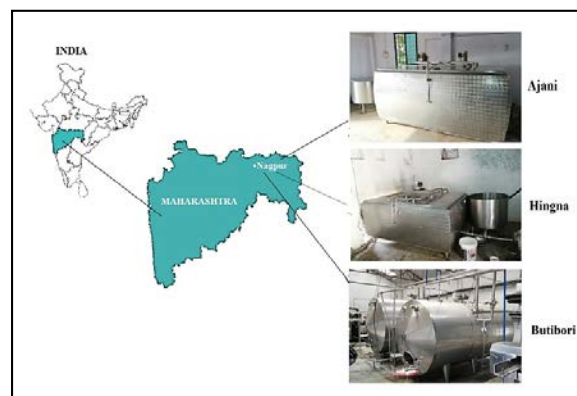 INDIA
Ajani
Nagpur
MAHARASHTRA
Hingna
Butibori